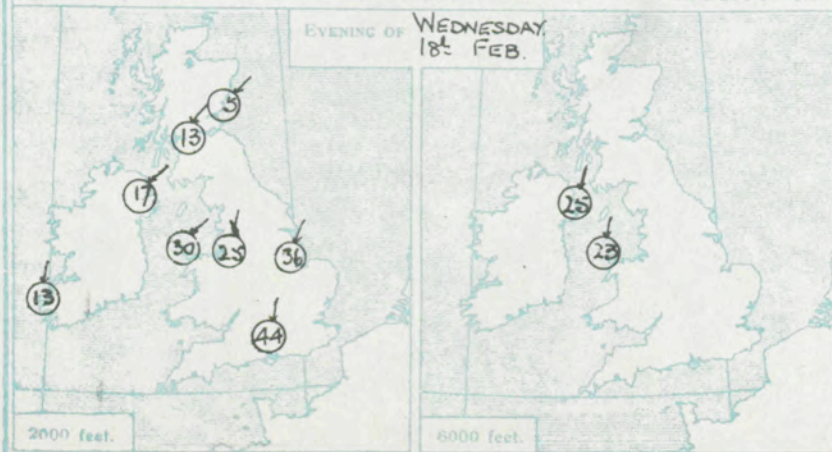 EVENING OF WEDNESDAY.
18th FEB.
5
13
17
30
25
36
13
44
2000 feet.
25
23
6000 feet.